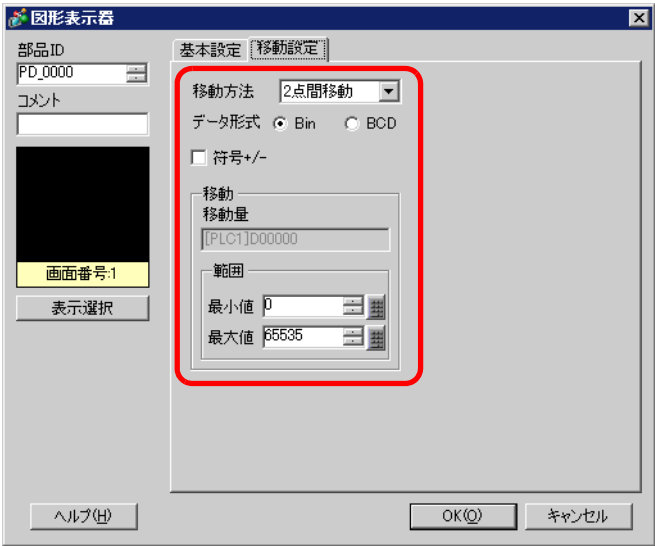 図形表示器
部品ID
PD_0000
コメント
画面番号:1
表示選択
基本設定 移動設定
移動方法 2点間移動
データ形式 Bin BCD
符号+/-
移動
移動量
[PLC1]D00000
範囲
最小値 0
最大値 65535
ヘルプ(H) OK(O) キャンセル